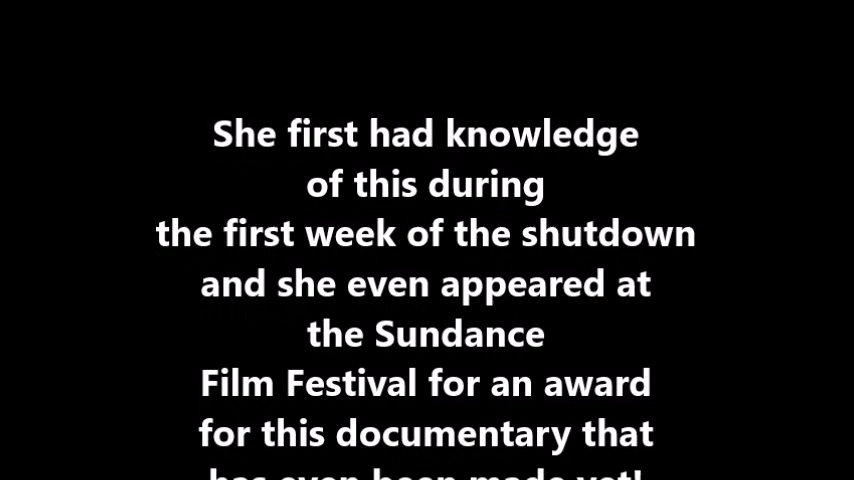 She first had knowledge
of this during
the first week of the shutdown
and she even appeared at
the Sundance
Film Festival for an award
for this documentary that
has even been made yet!